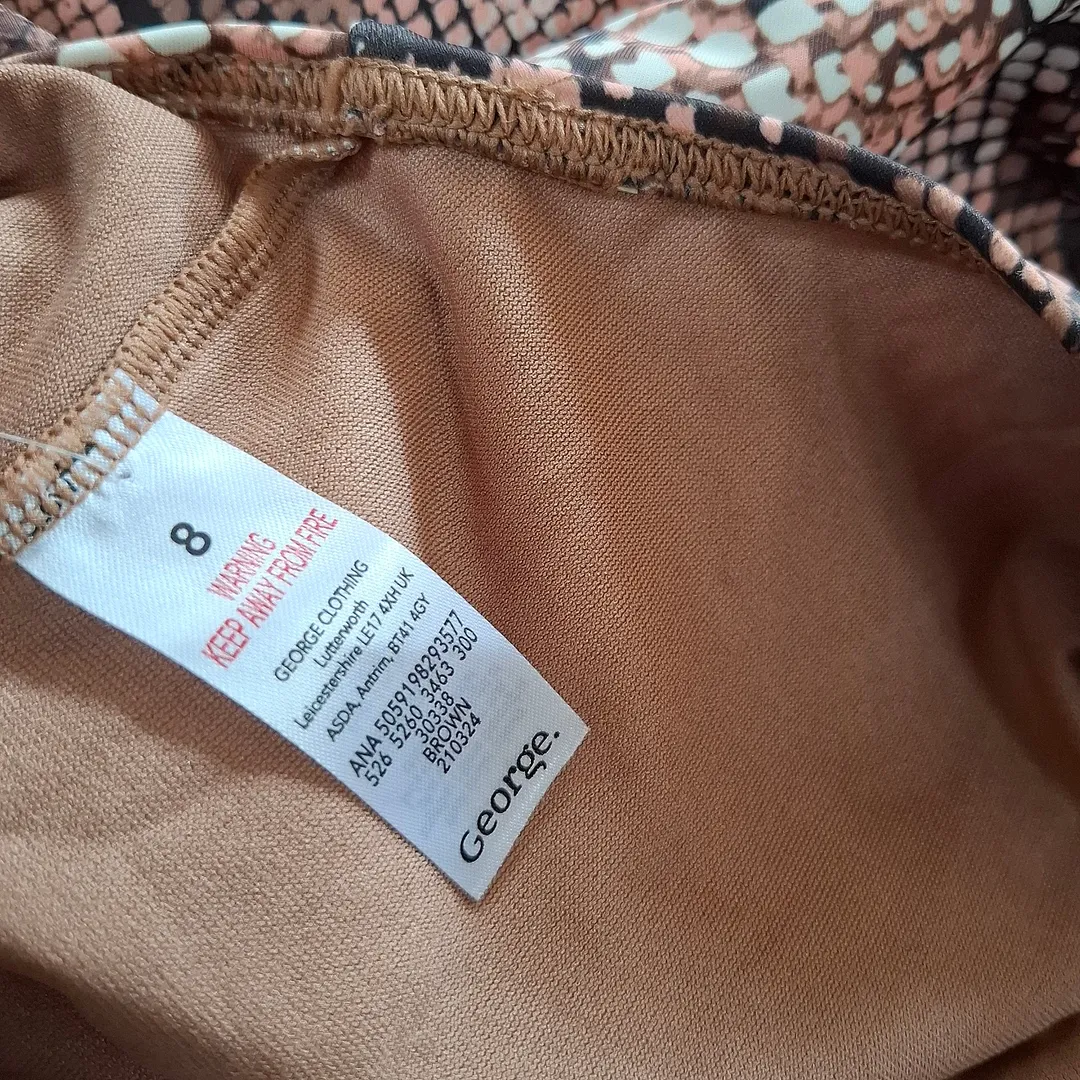 8
WARNING
KEEP AWAY FROM FIRE
GEORGE CLOTHING
Lutterworth
Leicestershire LE17 4XH UK
ASDA, Antrim, BT41 4GY
ANA 5059198293577
526 5260 3463 300
30338
BROWN
210324
George.